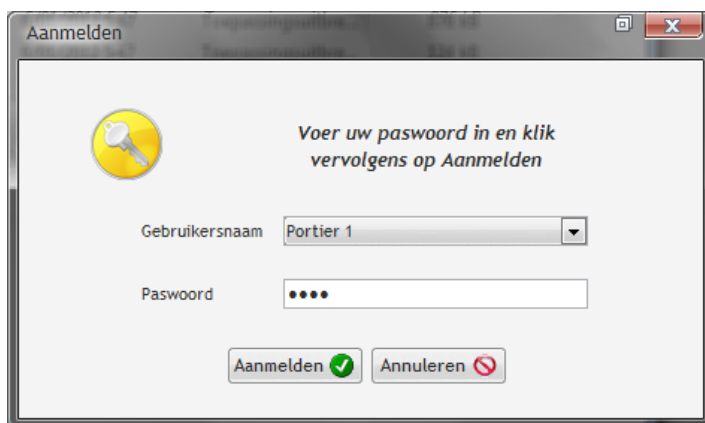 Aanmelden
Voer uw paswoord in en klik
vervolgens op Aanmelden
Gebruikersnaam Portier 1
Paswoord ••••
Aanmelden Annuleren